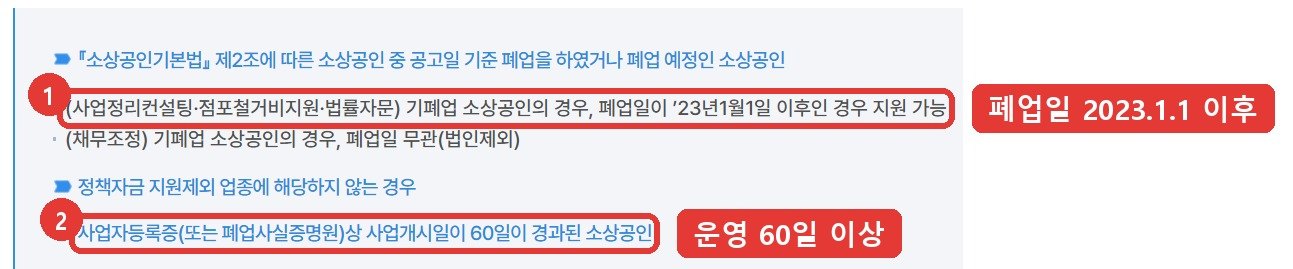 『소상공인기본법』 제2조에 따른 소상공인 중 공고일 기준 폐업을 하였거나 폐업 예정인 소상공인
1 (사업정리컨설팅·점포철거비지원·법률자문) 기폐업 소상공인의 경우, 폐업일이 ’23년1월1일 이후인 경우 지원 가능 폐업일 2023.1.1 이후
· (채무조정) 기폐업 소상공인의 경우, 폐업일 무관(법인제외)
정책자금 지원제외 업종에 해당하지 않는 경우
2 사업자등록증(또는 폐업사실증명원)상 사업개시일이 60일이 경과된 소상공인 운영 60일 이상